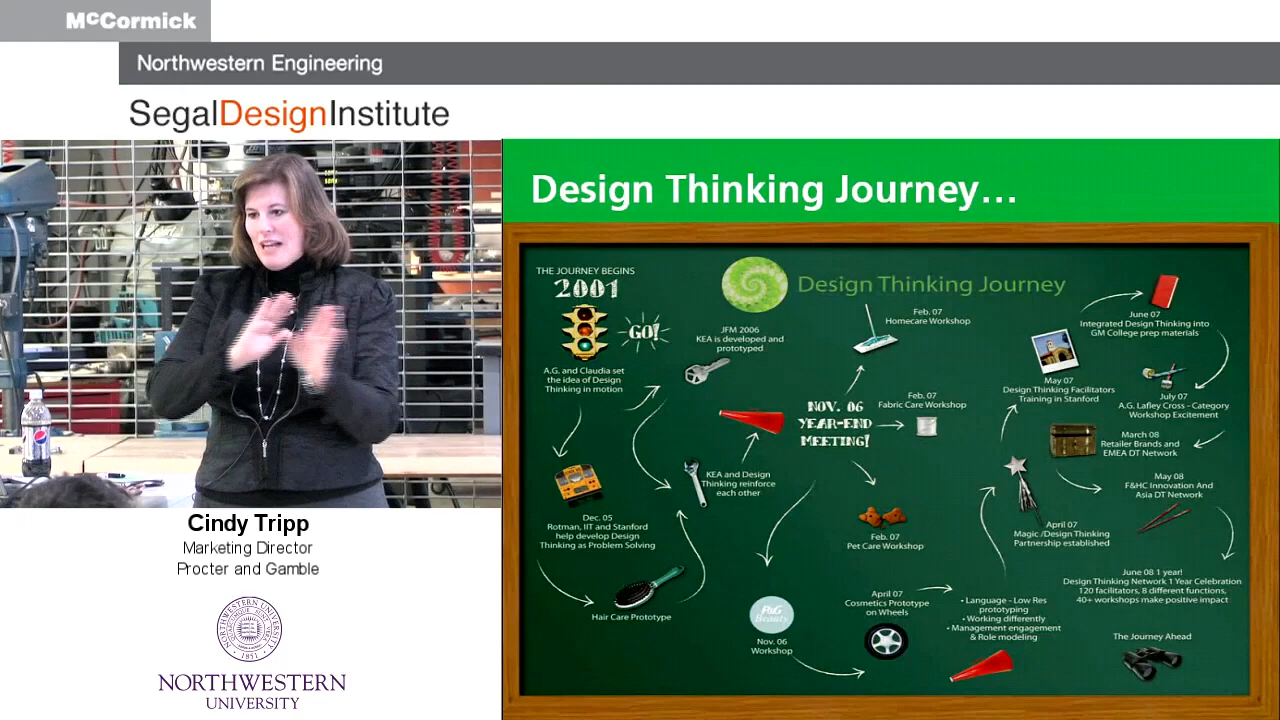 McCormick
Northwestern Engineering
SegalDesignInstitute
Design Thinking Journey...
THE JOURNEY BEGINS
2001
GO!
A.G. and Claudia set
the idea of Design
Thinking in motion
Dec. 05
Rotman, IIT and Stanford
help develop Design
Thinking as Problem Solving
Hair Care Prototype
JFM 2006
KEA is developed and
prototyped
KEA and Design
Thinking reinforce
each other
Design Thinking Journey
NOV. 06
YEAR-END
MEETING!
Feb. 07
Homecare Workshop
Feb. 07
Fabric Care Workshop
Feb. 07
Pet Care Workshop
P&G
Beauty
Nov. 06
Workshop
April 07
Cosmetics Prototype
on Wheels
• Language - Low Res
prototyping
• Working differently
• Management engagement
& Role modeling
April 07
Magic /Design Thinking
Partnership established
May 07
Design Thinking Facilitators
Training in Stanford
June 07
Integrated Design Thinking into
GM College prep materials
July 07
A.G. Lafley Cross - Category
Workshop Excitement
March 08
Retailer Brands and
EMEA DT Network
May 08
F&HC Innovation And
Asia DT Network
June 08 1 year!
Design Thinking Network 1 Year Celebration
120 facilitators, 8 different functions,
40+ workshops make positive impact
The Journey Ahead
Cindy Tripp
Marketing Director
Procter and Gamble
NORTHWESTERN
UNIVERSITY
1851
NORTHWESTERN
UNIVERSITY